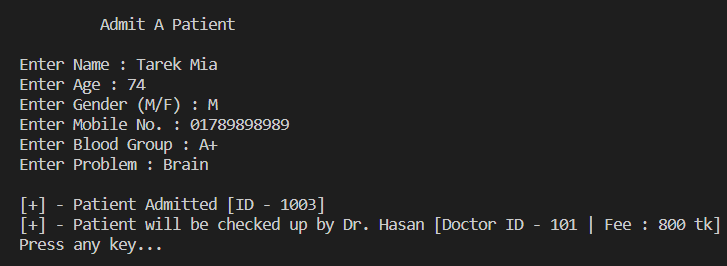 Admit A Patient
Enter Name : Tarek Mia
Enter Age : 74
Enter Gender (M/F) : M
Enter Mobile No. : 01789898989
Enter Blood Group : A+
Enter Problem : Brain
[+] - Patient Admitted [ID - 1003]
[+] - Patient will be checked up by Dr. Hasan [Doctor ID - 101 | Fee : 800 tk]
Press any key...